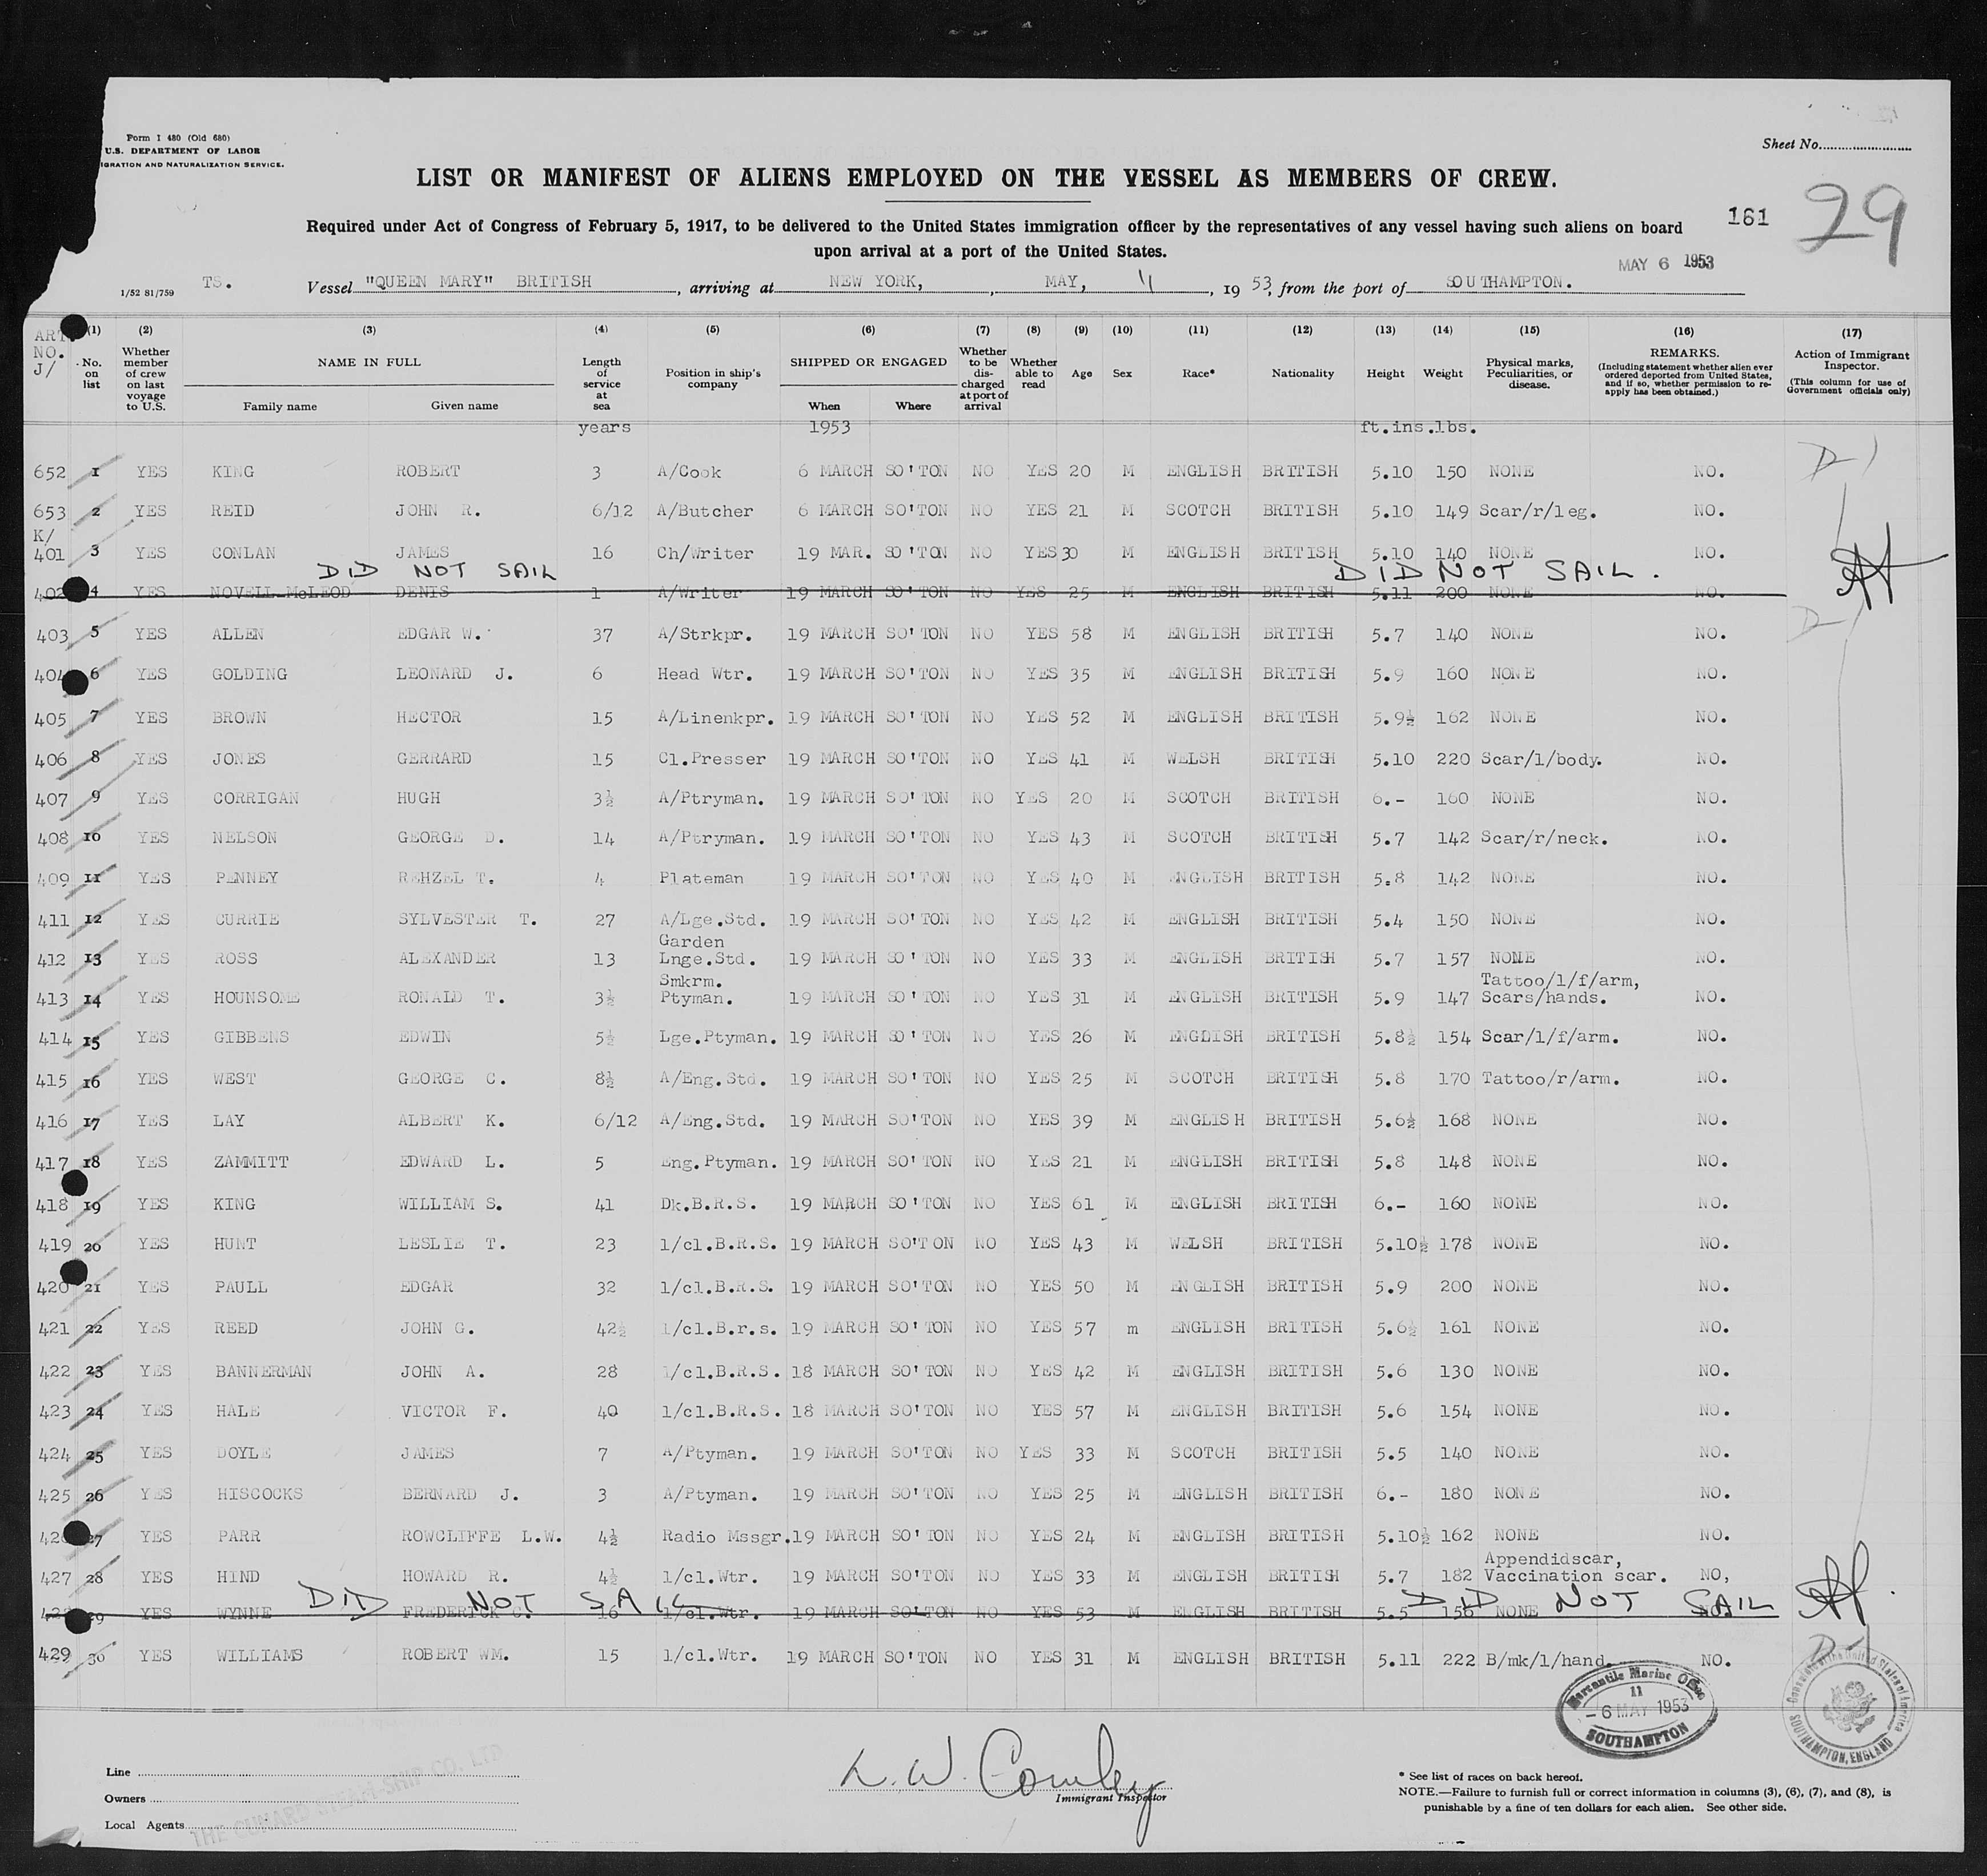 Form I 480 (Old 680)
U.S. DEPARTMENT OF LABOR
IGRATION AND NATURALIZATION SERVICE.
Sheet No.
LIST OR MANIFEST OF ALIENS EMPLOYED ON THE VESSEL AS MEMBERS OF CREW.
161 29
Required under Act of Congress of February 5, 1917, to be delivered to the United States immigration officer by the representatives of any vessel having such aliens on board
upon arrival at a port of the United States.
MAY 6 1953
1/52 81/759 TS. Vessel "QUEEN MARY" BRITISH, arriving at NEW YORK, MAY, 11, 19 53, from the port of SOUTHAMPTON.
ART. NO. J/ (1) No. on list (2) Whether member of crew on last voyage to U.S. (3) NAME IN FULL Family name Given name (4) Length of service at sea (5) Position in ship's company (6) SHIPPED OR ENGAGED When Where (7) Whether to be discharged at port of arrival (8) Whether able to read (9) Age (10) Sex (11) Race* (12) Nationality (13) Height (14) Weight (15) Physical marks, Peculiarities, or disease. (16) REMARKS. (Including statement whether alien ever ordered deported from United States, and if so, whether permission to re-apply has been obtained.) (17) Action of Immigrant Inspector. (This column for use of Government officials only)
years 1953 ft.ins.lbs.
652 1 YES KING ROBERT 3 A/Cook 6 MARCH SO'TON NO YES 20 M ENGLISH BRITISH 5.10 150 NONE NO.
653 2 YES REID JOHN R. 6/12 A/Butcher 6 MARCH SO'TON NO YES 21 M SCOTCH BRITISH 5.10 149 Scar/r/leg. NO.
K/
401 3 YES CONLAN JAMES 16 Ch/Writer 19 MAR. SO'TON NO YES 30 M ENGLISH BRITISH 5.10 140 NONE NO.
DID NOT SAIL DID NOT SAIL.
402 4 YES NOVELL McLEOD DENIS 1 A/Writer 19 MARCH SO'TON NO YES 25 M ENGLISH BRITISH 5.11 200 NONE NO.
403 5 YES ALLEN EDGAR W. 37 A/Strkpr. 19 MARCH SO'TON NO YES 58 M ENGLISH BRITISH 5.7 140 NONE NO.
404 6 YES GOLDING LEONARD J. 6 Head Wtr. 19 MARCH SO'TON NO YES 35 M ENGLISH BRITISH 5.9 160 NONE NO.
405 7 YES BROWN HECTOR 15 A/Linenkpr. 19 MARCH SO'TON NO YES 52 M ENGLISH BRITISH 5.9½ 162 NONE NO.
406 8 YES JONES GERRARD 15 Cl.Presser 19 MARCH SO'TON NO YES 41 M WELSH BRITISH 5.10 220 Scar/l/body. NO.
407 9 YES CORRIGAN HUGH 3½ A/Ptryman. 19 MARCH SO'TON NO YES 20 M SCOTCH BRITISH 6.- 160 NONE NO.
408 10 YES NELSON GEORGE D. 14 A/Ptryman. 19 MARCH SO'TON NO YES 43 M SCOTCH BRITISH 5.7 142 Scar/r/neck. NO.
409 11 YES PENNEY REHZEL T. 4 Plateman 19 MARCH SO'TON NO YES 40 M ENGLISH BRITISH 5.8 142 NONE NO.
411 12 YES CURRIE SYLVESTER T. 27 A/Lge.Std. 19 MARCH SO'TON NO YES 42 M ENGLISH BRITISH 5.4 150 NONE NO.
Garden
412 13 YES ROSS ALEXANDER 13 Lnge.Std. 19 MARCH SO'TON NO YES 33 M ENGLISH BRITISH 5.7 157 NONE NO.
Smkrm. Tattoo/l/f/arm,
413 14 YES HOUNSOME RONALD T. 3½ Ptyman. 19 MARCH SO'TON NO YES 31 M ENGLISH BRITISH 5.9 147 Scars/hands. NO.
414 15 YES GIBBENS EDWIN 5½ Lge.Ptyman. 19 MARCH SO'TON NO YES 26 M ENGLISH BRITISH 5.8½ 154 Scar/l/f/arm. NO.
415 16 YES WEST GEORGE C. 8½ A/Eng.Std. 19 MARCH SO'TON NO YES 25 M SCOTCH BRITISH 5.8 170 Tattoo/r/arm. NO.
416 17 YES LAY ALBERT K. 6/12 A/Eng.Std. 19 MARCH SO'TON NO YES 39 M ENGLISH BRITISH 5.6½ 168 NONE NO.
417 18 YES ZAMMITT EDWARD L. 5 Eng.Ptyman. 19 MARCH SO'TON NO YES 21 M ENGLISH BRITISH 5.8 148 NONE NO.
418 19 YES KING WILLIAM S. 41 Dk.B.R.S. 19 MARCH SO'TON NO YES 61 M ENGLISH BRITISH 6.- 160 NONE NO.
419 20 YES HUNT LESLIE T. 23 1/cl.B.R.S. 19 MARCH SO'TON NO YES 43 M WELSH BRITISH 5.10½ 178 NONE NO.
420 21 YES PAULL EDGAR 32 1/cl.B.R.S. 19 MARCH SO'TON NO YES 50 M ENGLISH BRITISH 5.9 200 NONE NO.
421 22 YES REED JOHN G. 42½ 1/cl.B.r.s. 19 MARCH SO'TON NO YES 57 m ENGLISH BRITISH 5.6½ 161 NONE NO.
422 23 YES BANNERMAN JOHN A. 28 1/cl.B.R.S. 18 MARCH SO'TON NO YES 42 M ENGLISH BRITISH 5.6 130 NONE NO.
423 24 YES HALE VICTOR F. 40 1/cl.B.R.S. 18 MARCH SO'TON NO YES 57 M ENGLISH BRITISH 5.6 154 NONE NO.
424 25 YES DOYLE JAMES 7 A/Ptyman. 19 MARCH SO'TON NO YES 33 M SCOTCH BRITISH 5.5 140 NONE NO.
425 26 YES HISCOCKS BERNARD J. 3 A/Ptyman. 19 MARCH SO'TON NO YES 25 M ENGLISH BRITISH 6.- 180 NONE NO.
426 27 YES PARR ROWCLIFFE L.W. 4½ Radio Mssgr. 19 MARCH SO'TON NO YES 24 M ENGLISH BRITISH 5.10½ 162 NONE NO.
Appendidscar,
427 28 YES HIND HOWARD R. 4½ 1/cl.Wtr. 19 MARCH SO'TON NO YES 33 M ENGLISH BRITISH 5.7 182 Vaccination scar. NO,
DID NOT SAIL DID NOT SAIL
428 29 YES WYNNE FREDERICK 16 1/cl.Wtr. 19 MARCH SO'TON NO YES 53 M ENGLISH BRITISH 5.5 156 NONE
429 30 YES WILLIAMS ROBERT WM. 15 1/cl.Wtr. 19 MARCH SO'TON NO YES 31 M ENGLISH BRITISH 5.11 222 B/mk/l/hand. NO.
Mercantile Marine Office
11
- 6 MAY 1953
SOUTHAMPTON
Consulate of the United States of America
SOUTHAMPTON, ENGLAND
Line
Owners
Local Agents
THE CUNARD STEAM-SHIP CO. LTD
L. W. Cowley
Immigrant Inspector
* See list of races on back hereof.
NOTE.—Failure to furnish full or correct information in columns (3), (6), (7), and (8), is
punishable by a fine of ten dollars for each alien. See other side.